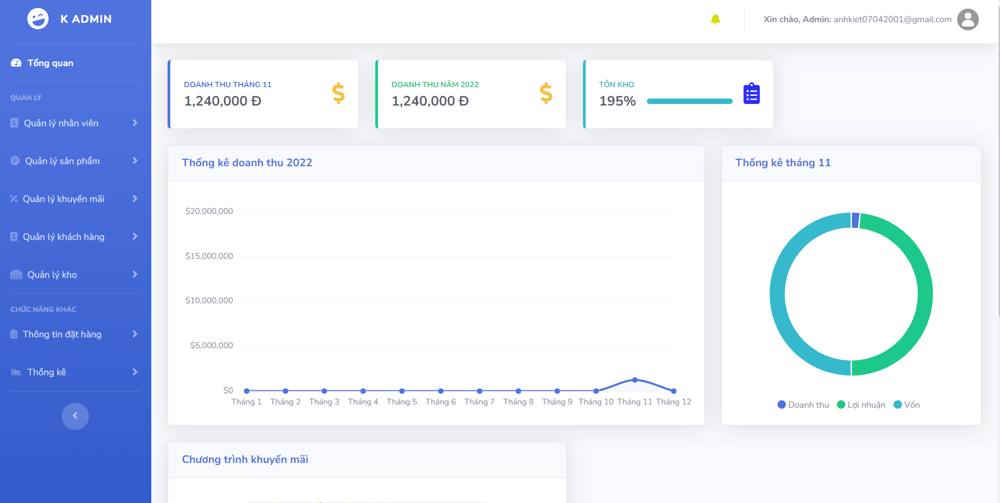 K ADMIN
Xin chào, Admin: anhkiet07042001@gmail.com
Tổng quan
QUẢN LÝ
Quản lý nhân viên
Quản lý sản phẩm
Quản lý khuyến mãi
Quản lý khách hàng
Quản lý kho
CHỨC NĂNG KHÁC
Thông tin đặt hàng
Thống kê
DOANH THU THÁNG 11
1,240,000 Đ
DOANH THU NĂM 2022
1,240,000 Đ
TỒN KHO
195%
Thống kê doanh thu 2022
$20,000,000
$15,000,000
$10,000,000
$5,000,000
$0
Tháng 1 Tháng 2 Tháng 3 Tháng 4 Tháng 5 Tháng 6 Tháng 7 Tháng 8 Tháng 9 Tháng 10 Tháng 11 Tháng 12
Thống kê tháng 11
Doanh thu Lợi nhuận Vốn
Chương trình khuyến mãi